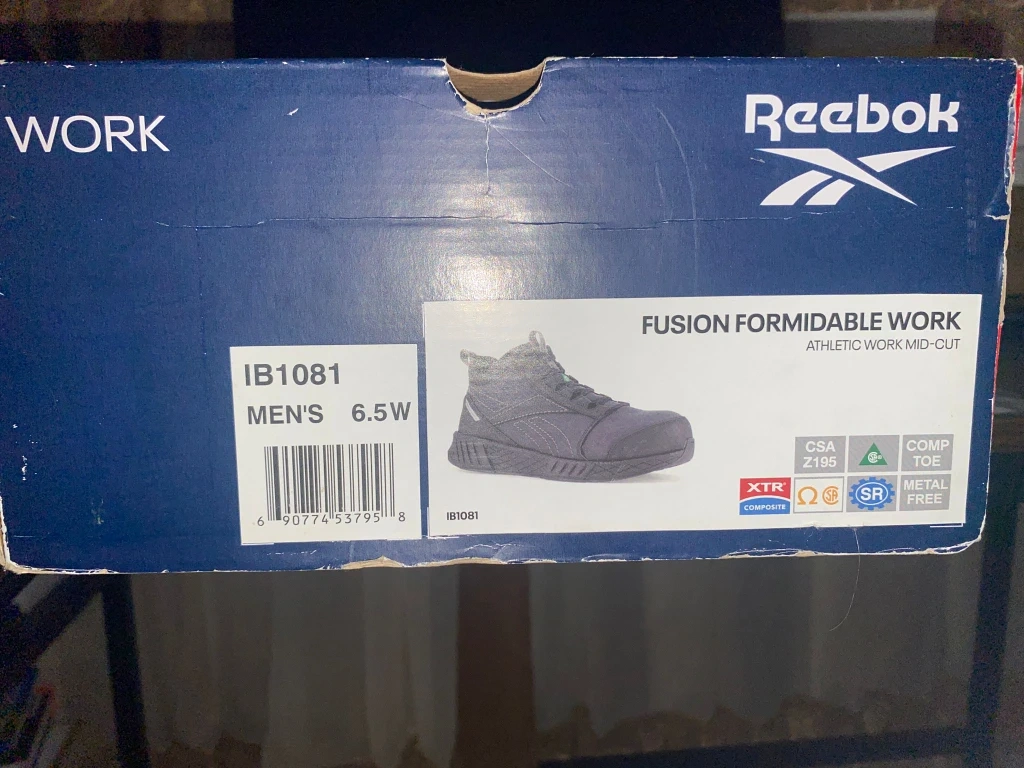 WORK
Reebok
FUSION FORMIDABLE WORK
ATHLETIC WORK MID-CUT
IB1081
MEN'S 6.5W
6 90774 53795 8
CSA
Z195
COMP
TOE
XTR
COMPOSITE
Ω
SR
METAL
FREE
IB1081